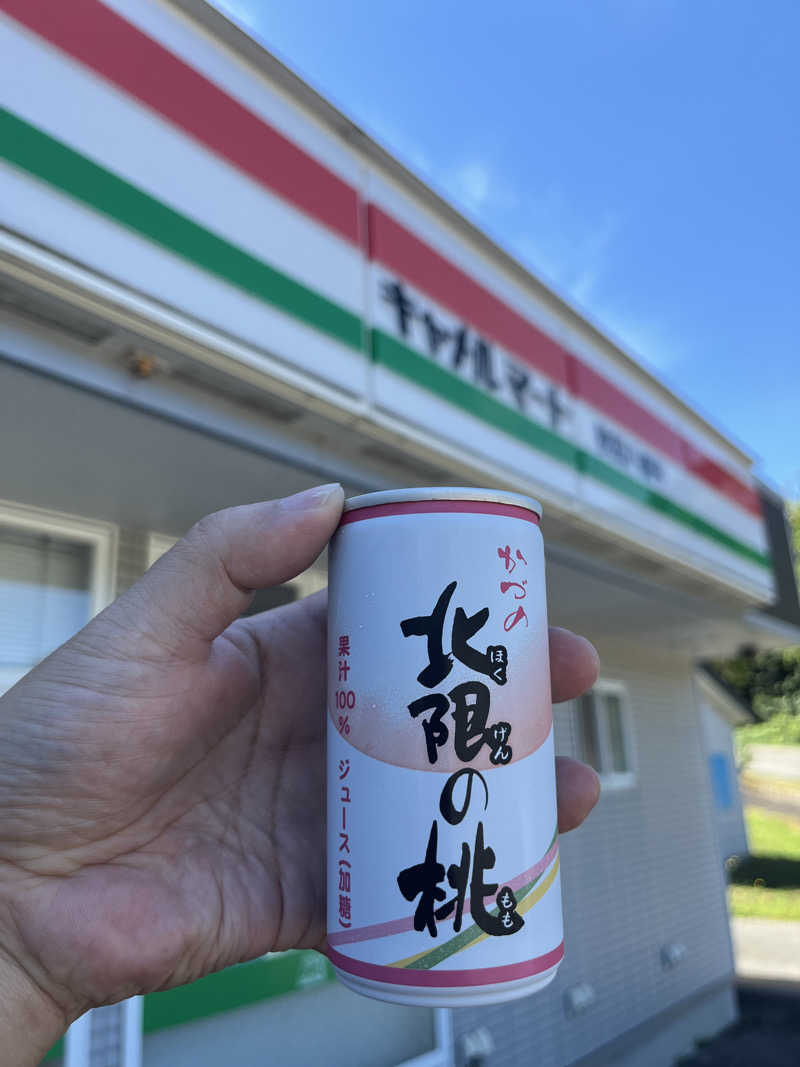 キャメルマート
かづの
北限の桃
ほく
げん
もも
果汁100% ジュース(加糖)